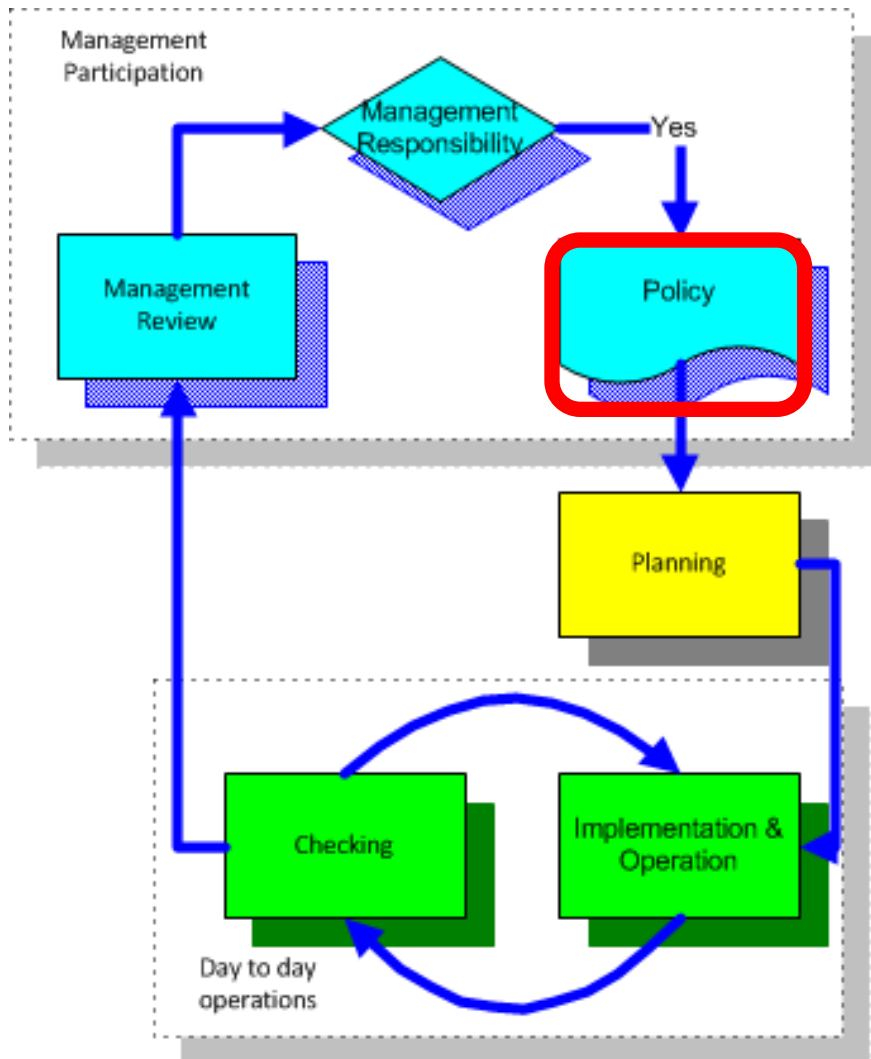 Management
Participation
Management
Responsibility
Yes
Management
Review
Policy
Planning
Checking
Implementation &
Operation
Day to day
operations